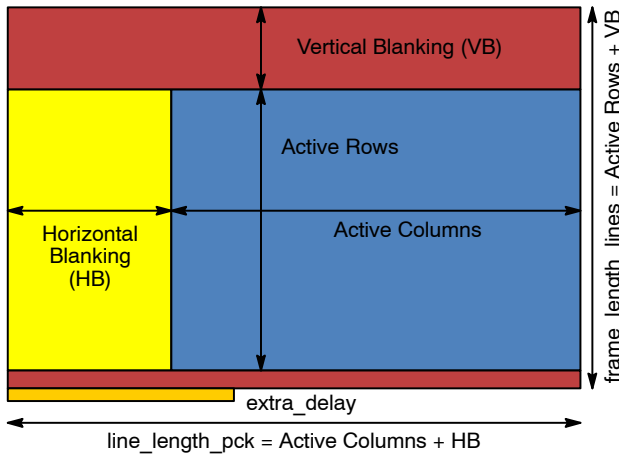 Vertical Blanking (VB)
Active Rows
Active Columns
Horizontal
Blanking
(HB)
frame_length_lines = Active Rows + VB
extra_delay
line_length_pck = Active Columns + HB